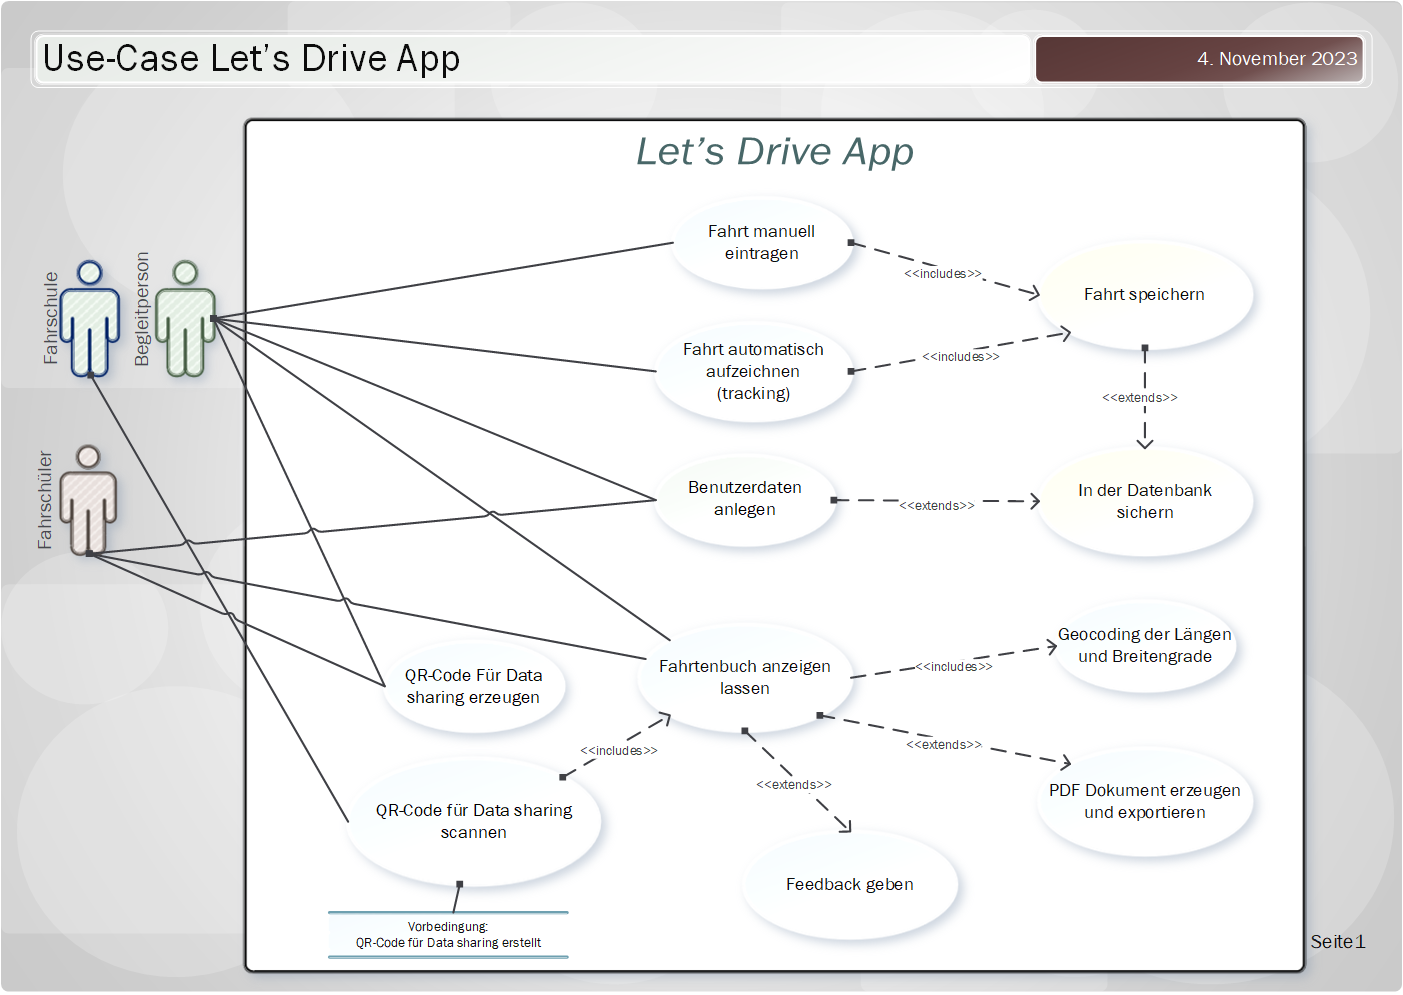 Use-Case Let's Drive App
4. November 2023
Let's Drive App
Fahrschule
Begleitperson
Fahrschüler
Fahrt manuell
eintragen
<<includes>>
Fahrt speichern
Fahrt automatisch
aufzeichnen
(tracking)
<<includes>>
<<extends>>
Benutzerdaten
anlegen
<<extends>>
In der Datenbank
sichern
Geocoding der Längen
und Breitengrade
Fahrtenbuch anzeigen
lassen
<<includes>>
QR-Code Für Data
sharing erzeugen
<<includes>>
<<extends>>
<<extends>>
PDF Dokument erzeugen
und exportieren
QR-Code für Data sharing
scannen
Feedback geben
Vorbedingung:
QR-Code für Data sharing erstellt
Seite1